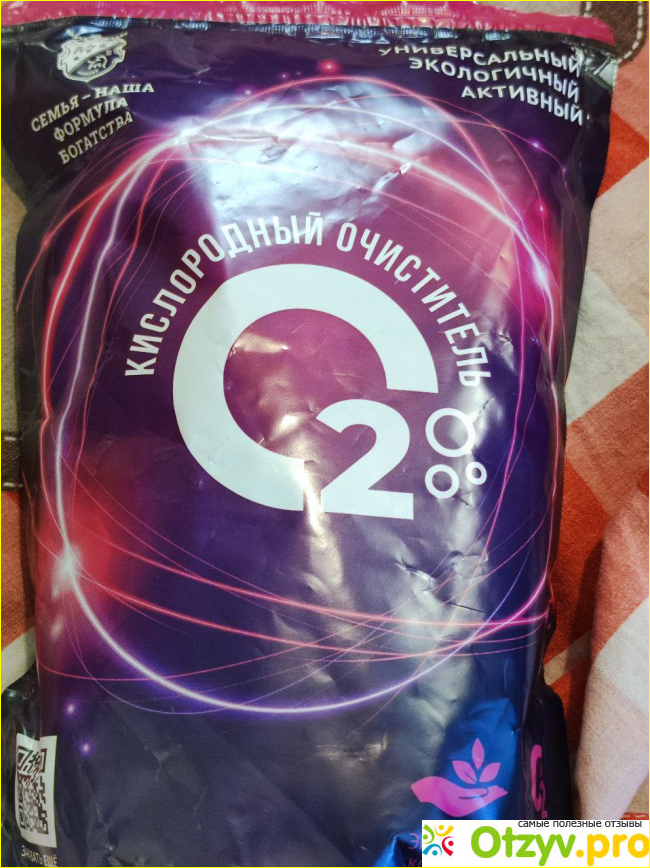 СЕМЬЯ – НАША
ФОРМУЛА
БОГАТСТВА
УНИВЕРСАЛЬНЫЙ
ЭКОЛОГИЧНЫЙ
АКТИВНЫЙ
КИСЛОРОДНЫЙ ОЧИСТИТЕЛЬ
O2
самые полезные отзывы
Otzyv.pro